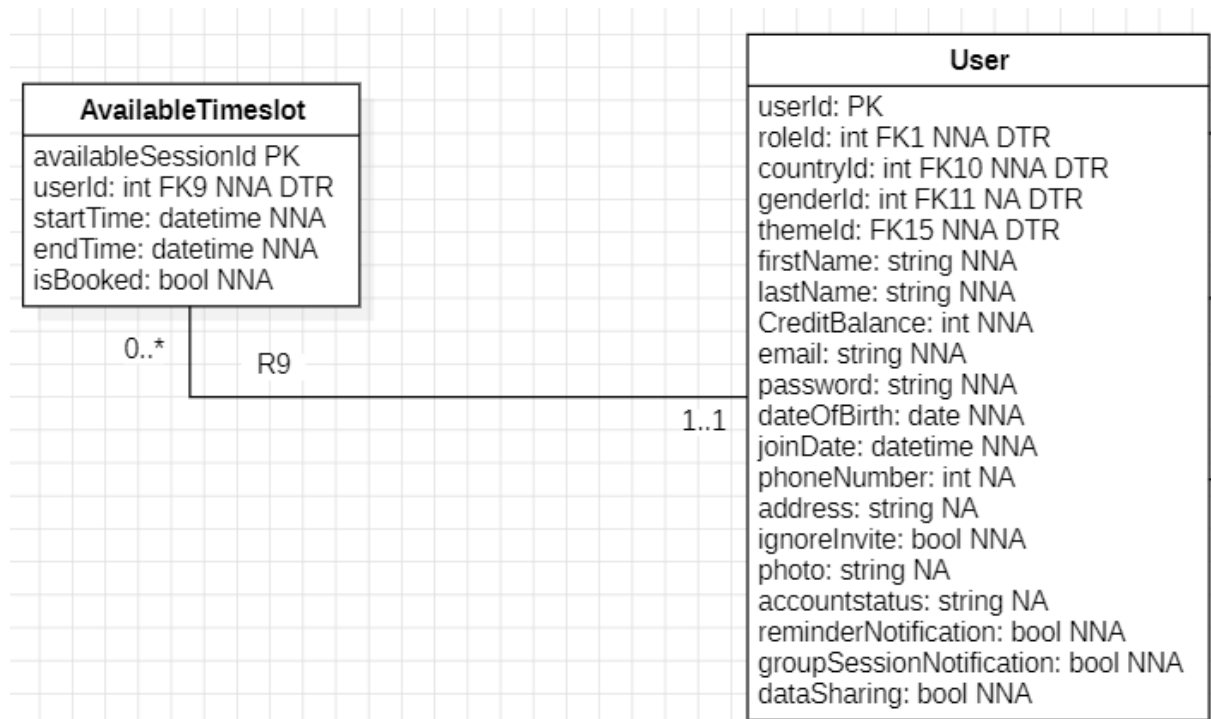 AvailableTimeslot
availableSessionId PK
userId: int FK9 NNA DTR
startTime: datetime NNA
endTime: datetime NNA
isBooked: bool NNA
0..*
R9
1..1
User
userId: PK
roleId: int FK1 NNA DTR
countryId: int FK10 NNA DTR
genderId: int FK11 NA DTR
themeId: FK15 NNA DTR
firstName: string NNA
lastName: string NNA
CreditBalance: int NNA
email: string NNA
password: string NNA
dateOfBirth: date NNA
joinDate: datetime NNA
phoneNumber: int NA
address: string NA
ignoreInvite: bool NNA
photo: string NA
accountstatus: string NA
reminderNotification: bool NNA
groupSessionNotification: bool NNA
dataSharing: bool NNA